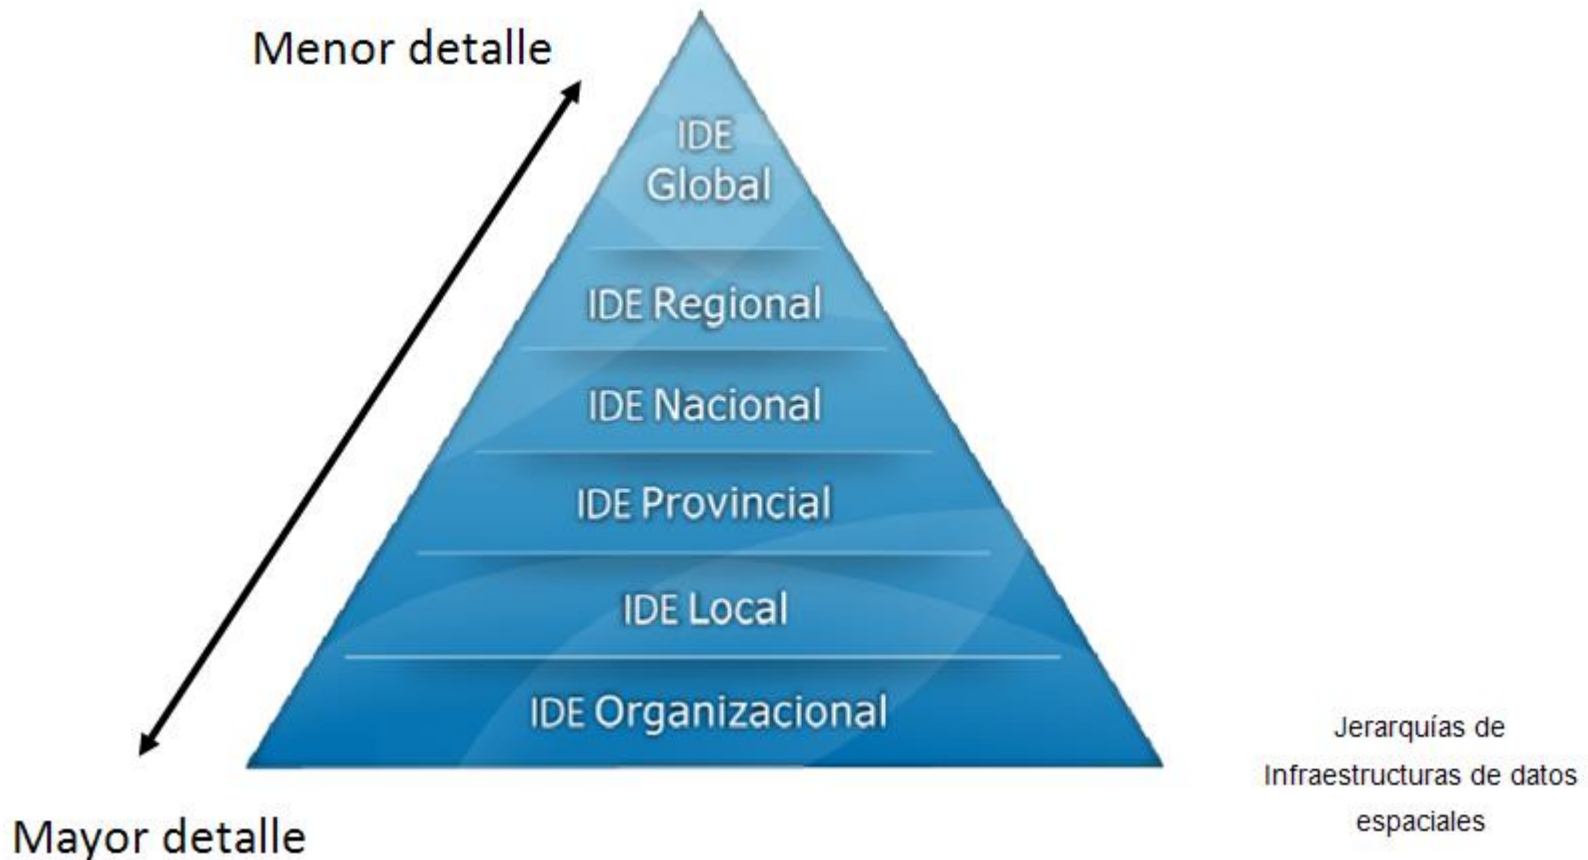 Menor detalle
IDE
Global
IDE Regional
IDE Nacional
IDE Provincial
IDE Local
IDE Organizacional
Mayor detalle
Jerarquías de
Infraestructuras de datos
espaciales